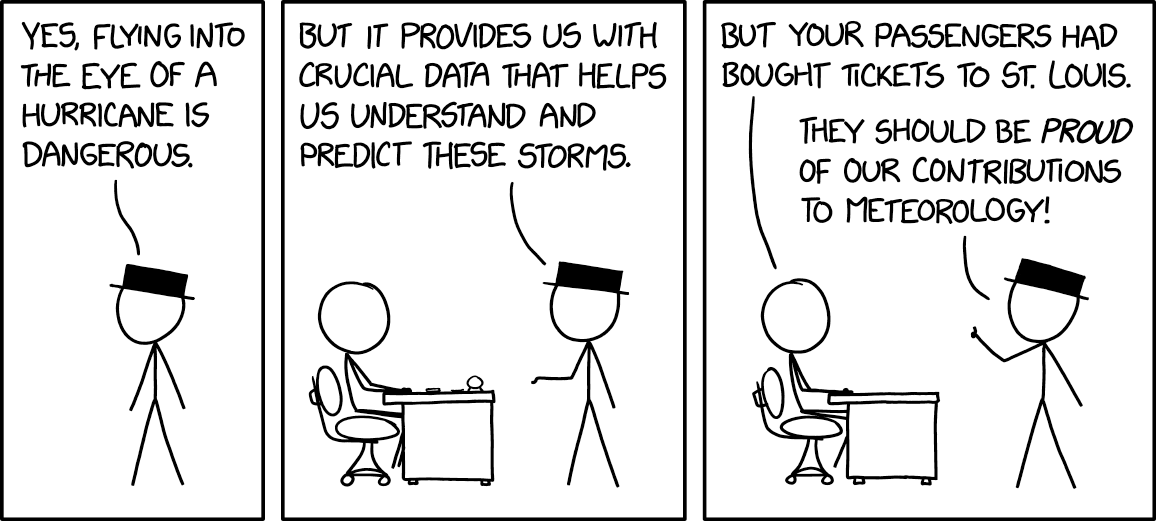 YES, FLYING INTO
THE EYE OF A
HURRICANE IS
DANGEROUS.
BUT IT PROVIDES US WITH
CRUCIAL DATA THAT HELPS
US UNDERSTAND AND
PREDICT THESE STORMS.
BUT YOUR PASSENGERS HAD
BOUGHT TICKETS TO ST. LOUIS.
THEY SHOULD BE PROUD
OF OUR CONTRIBUTIONS
TO METEOROLOGY!